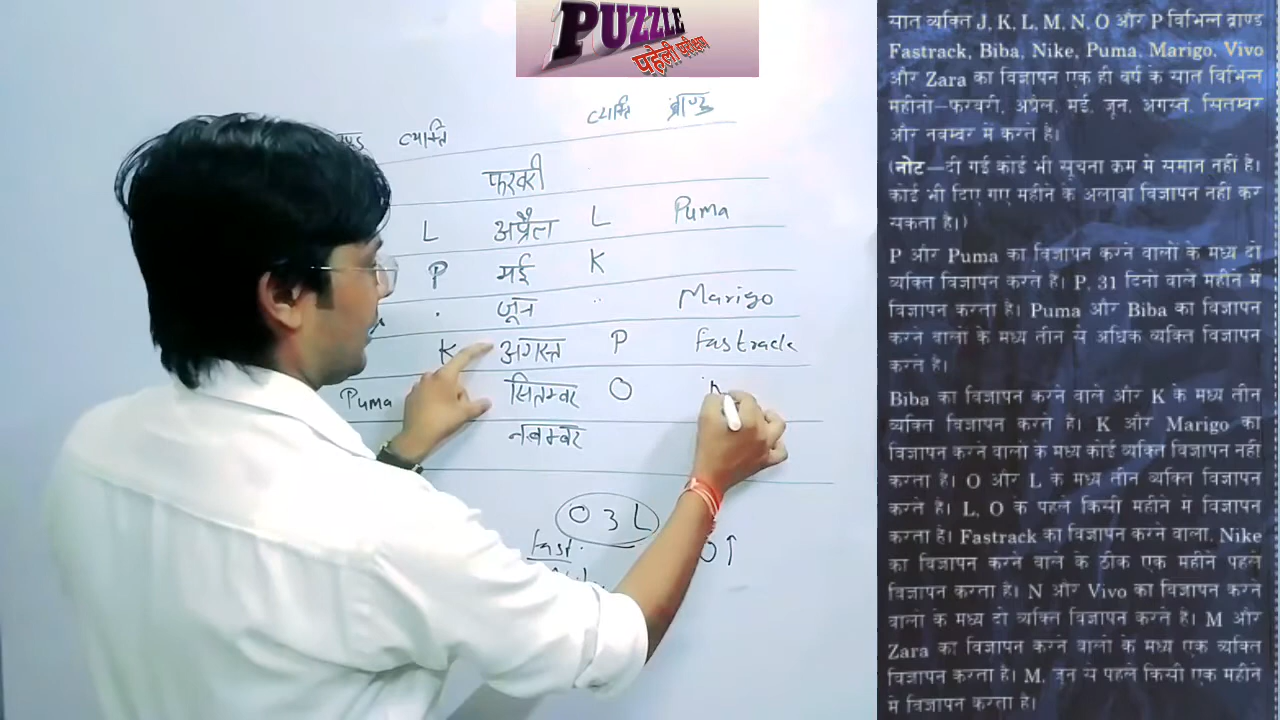 PUZZLE
पहेली परीक्षण
व्यक्ति व्यक्ति ब्राण्ड
फरवरी
L अप्रैल L Puma
P मई K
जून Marigo
K अगस्त P Fastrack
Puma सितम्बर O
नवम्बर
O 3 L
Fast.
O↑
सात व्यक्ति J, K, L, M, N, O और P विभिन्न ब्राण्ड
Fastrack, Biba, Nike, Puma, Marigo, Vivo
और Zara का विज्ञापन एक ही वर्ष के सात विभिन्न
महीनो–फरवरी, अप्रैल, मई, जून, अगस्त, सितम्बर
और नवम्बर में करते हैं।
(नोट–दी गई कोई भी सूचना क्रम मे समान नहीं है।
कोई भी दिए गए महीने के अलावा विज्ञापन नही कर
सकता है।)
P और Puma का विज्ञापन करने वालों के मध्य दो
व्यक्ति विज्ञापन करते है। P, 31 दिनो वाले महीने में
विज्ञापन करता है। Puma और Biba का विज्ञापन
करने वालो के मध्य तीन से अधिक व्यक्ति विज्ञापन
करते है।
Biba का विज्ञापन करने वाले और K के मध्य तीन
व्यक्ति विज्ञापन करते है। K और Marigo का
विज्ञापन करने वालों के मध्य कोई व्यक्ति विज्ञापन नही
करता है। O और L के मध्य तीन व्यक्ति विज्ञापन
करते है। L, O के पहले किसी महीने मे विज्ञापन
करता है। Fastrack का विज्ञापन करने वाला, Nike
का विज्ञापन करने वाले के ठीक एक महीने पहले
विज्ञापन करता है। N और Vivo का विज्ञापन करने
वालो के मध्य दो व्यक्ति विज्ञापन करते है। M और
Zara का विज्ञापन करने वालो के मध्य एक व्यक्ति
विज्ञापन करता है। M, जून से पहले किसी एक महीने
मे विज्ञापन करता है।